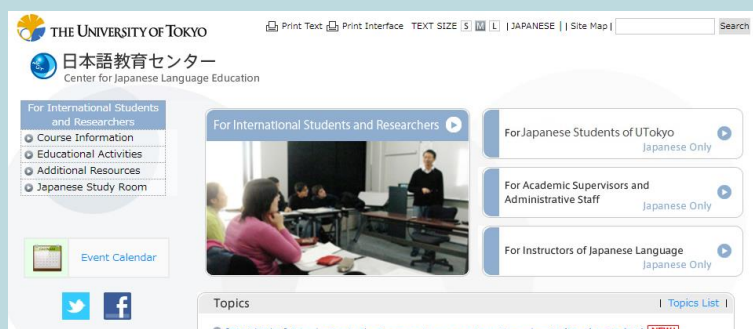 THE UNIVERSITY OF TOKYO
Print Text Print Interface TEXT SIZE S M L | JAPANESE | | Site Map | Search
日本語教育センター
Center for Japanese Language Education
For International Students
and Researchers
Course Information
Educational Activities
Additional Resources
Japanese Study Room
Event Calendar
For International Students and Researchers
For Japanese Students of UTokyo
Japanese Only
For Academic Supervisors and
Administrative Staff
Japanese Only
For Instructors of Japanese Language
Japanese Only
Topics | Topics List |